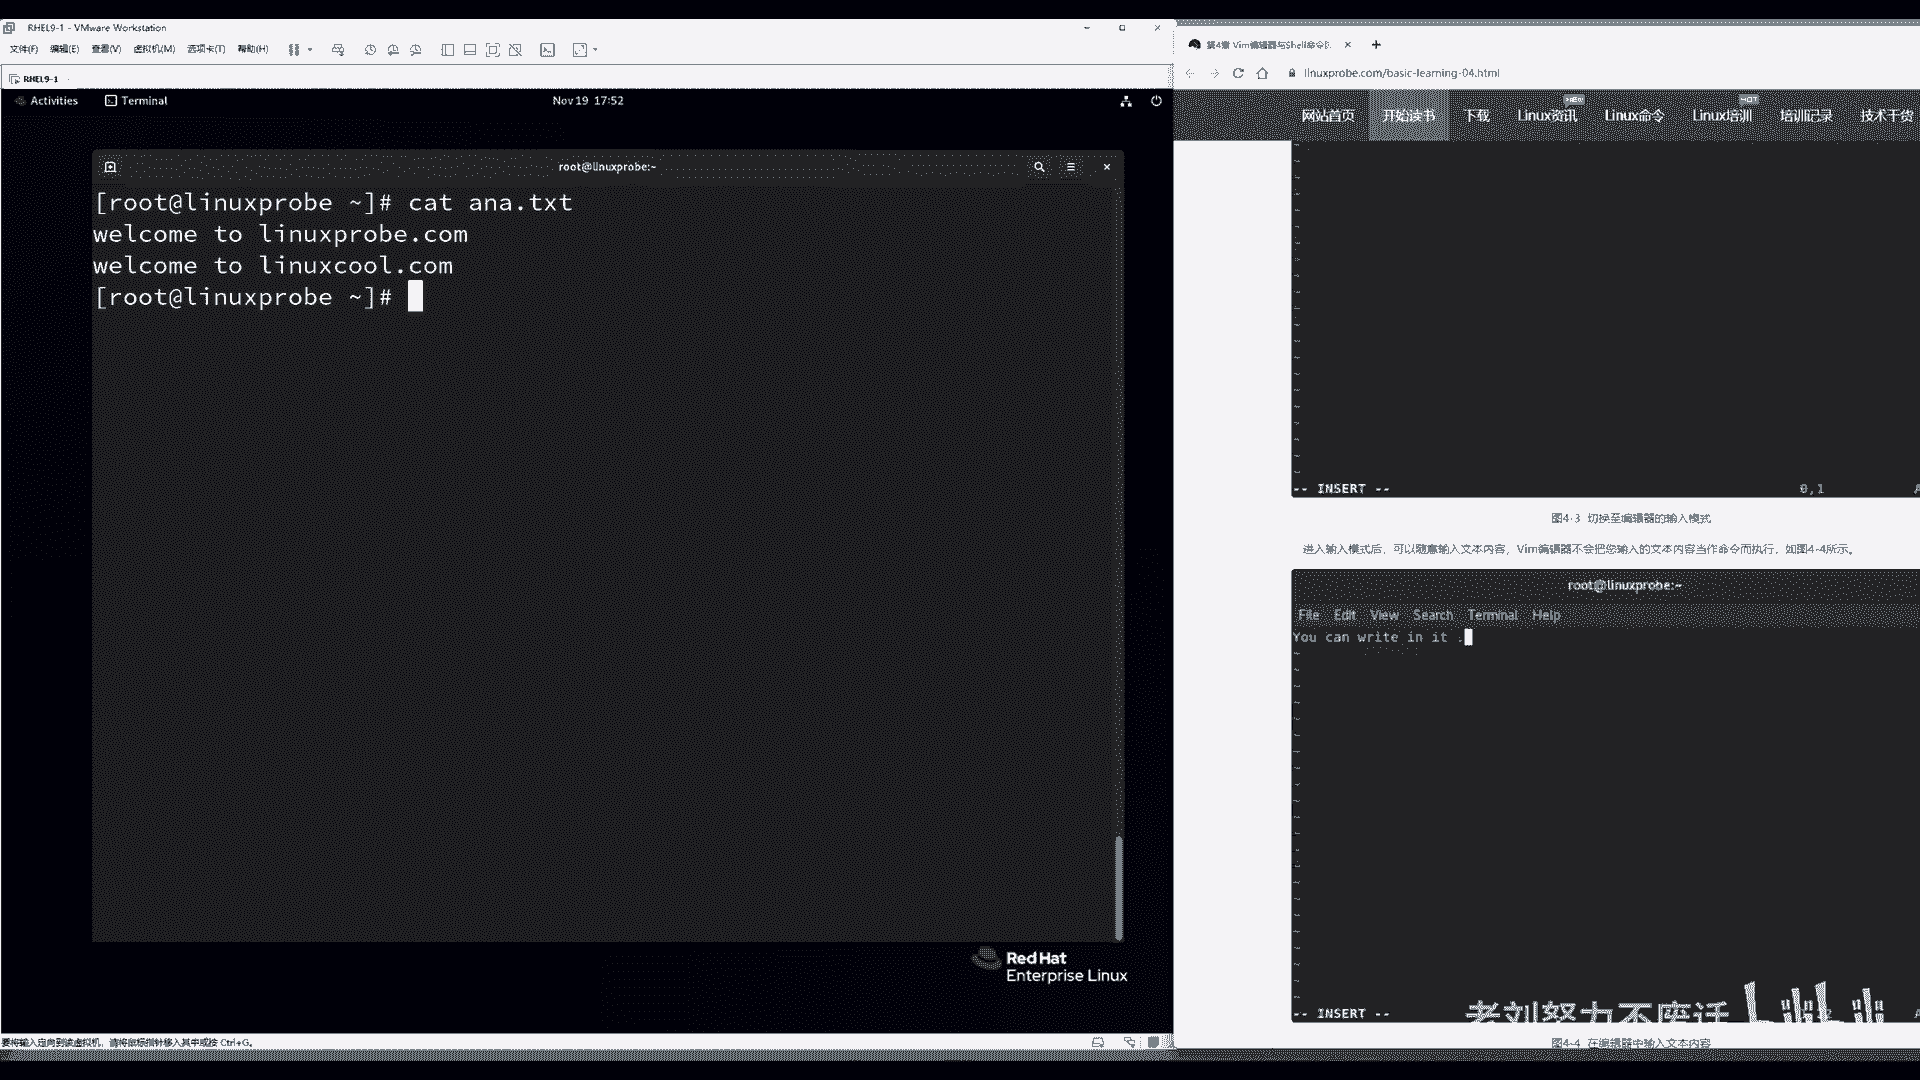 RHEL9-1 - VMware Workstation
文件(F) 编辑(E) 查看(V) 虚拟机(M) 选项卡(T) 帮助(H)
RHEL9-1
Activities Terminal Nov 19 17:52
root@linuxprobe:~
[root@linuxprobe ~]# cat ana.txt
welcome to linuxprobe.com
welcome to linuxcool.com
[root@linuxprobe ~]#
Red Hat
Enterprise Linux
要将输入定向到该虚拟机，请将鼠标指针移入其中或按 Ctrl+G。
第4章 Vim编辑器与Shell命令
linuxprobe.com/basic-learning-04.html
网站首页 开始读书 下载 Linux资讯 NEW Linux命令 Linux培训 HOT 培训记录 技术干货
-- INSERT -- 0,1
图4-3 切换至编辑器的输入模式
进入输入模式后，可以随意输入文本内容，Vim编辑器不会把您输入的文本内容当作命令而执行，如图4-4所示。
root@linuxprobe:~
File Edit View Search Terminal Help
You can write in it .
-- INSERT --
老刘努力不废话
图4-4 在编辑器中输入文本内容